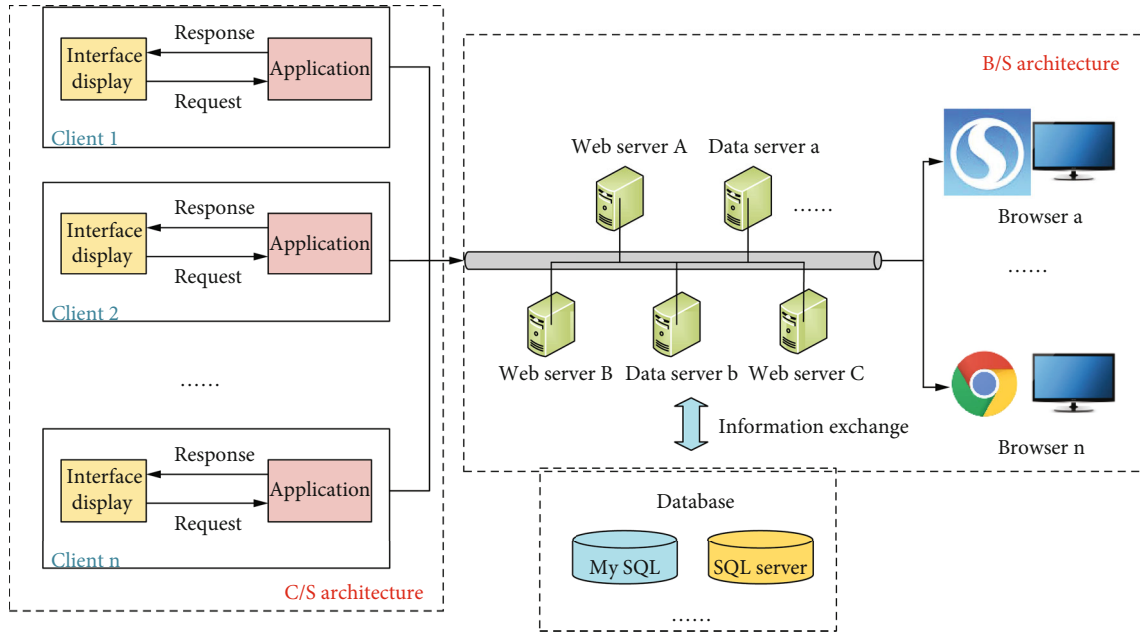 Response
Interface
display
Application
Request
Client 1
Response
Interface
display
Application
Request
Client 2
......
Response
Interface
display
Application
Request
Client n
C/S architecture
B/S architecture
Web server A
Data server a
......
Web server B
Data server b
Web server C
Information exchange
Browser a
......
Browser n
Database
My SQL
SQL server
......